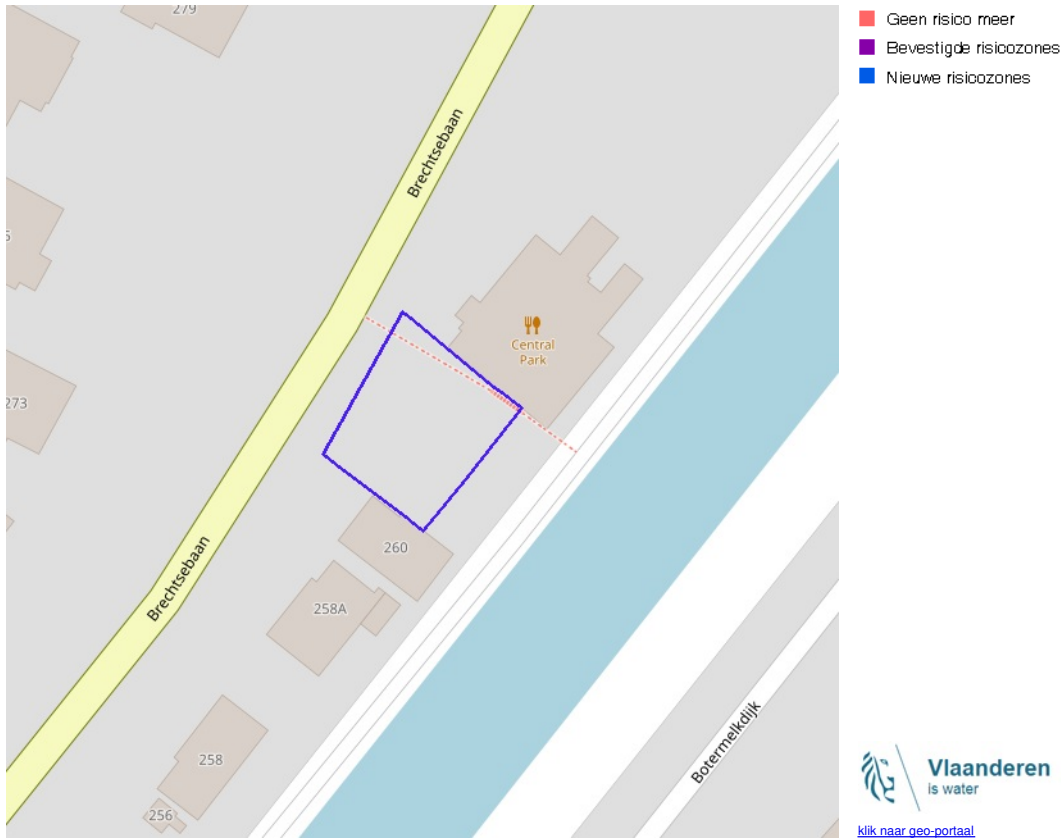 279
Geen risico meer
Bevestigde risicozones
Nieuwe risicozones
Brechtsebaan
Central
Park
273
260
Brechtsebaan
258A
258
256
Botermelkdijk
Vlaanderen
is water
klik naar geo-portaal